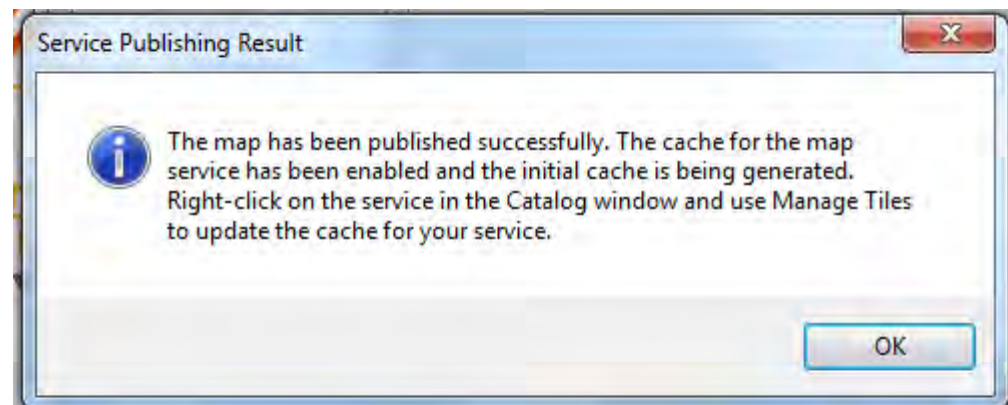 Service Publishing Result
The map has been published successfully. The cache for the map
service has been enabled and the initial cache is being generated.
Right-click on the service in the Catalog window and use Manage Tiles
to update the cache for your service.
OK